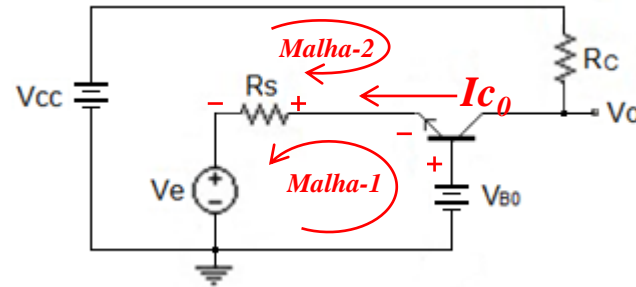 Malha-2
RC
Vcc
Rs
Ic0
− + − Vo
+
Malha-1
Ve
+
−
VB0